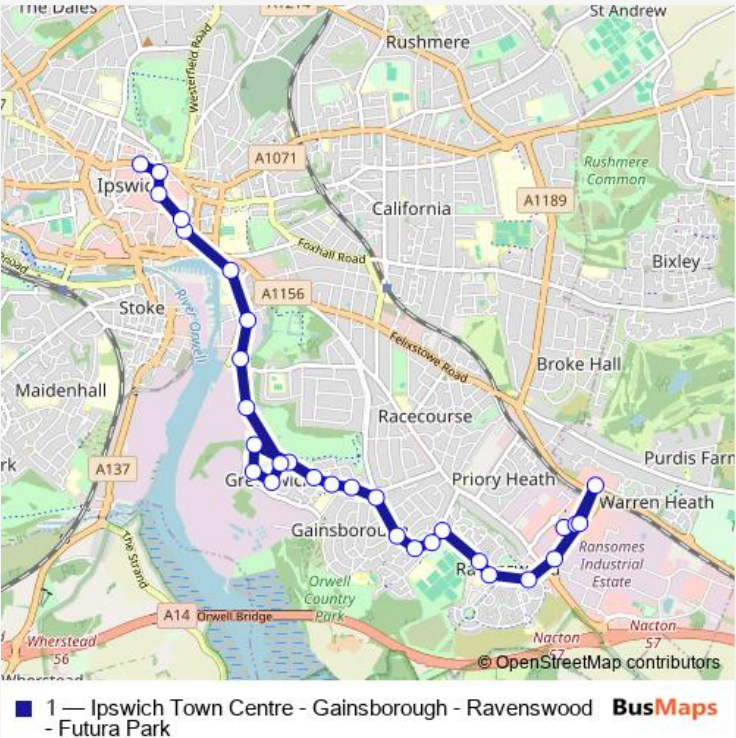 The Dales
A1214
St Andrew
Rushmere
Westerfield Road
A1071
Rushmere
Common
Ipswic
A1189
California
Foxhall Road
Bixley
A1156
Stoke
River Orwell
Felixstowe Road
Broke Hall
Maidenhall
Racecourse
A137
Priory Heath
Purdis Farm
Warren Heath
Gainsborou
The Strand
Ransomes
Industrial
Estate
Orwell
Country
Park
A14
Orwell Bridge
Wherstead
56
Nacton
57
Nacton
57
Wherstead
© OpenStreetMap contributors
1 — Ipswich Town Centre - Gainsborough - Ravenswood
- Futura Park
BusMaps